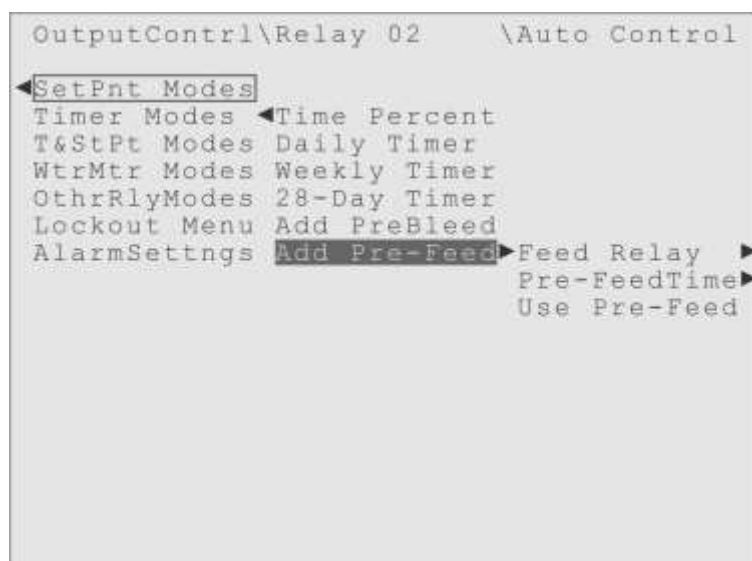 OutputContrl\Relay 02 \Auto Control
SetPnt Modes
Timer Modes Time Percent
T&StPt Modes Daily Timer
WtrMtr Modes Weekly Timer
OthrRlyModes 28-Day Timer
Lockout Menu Add PreBleed
AlarmSettngs Add Pre-Feed Feed Relay
Pre-FeedTime
Use Pre-Feed